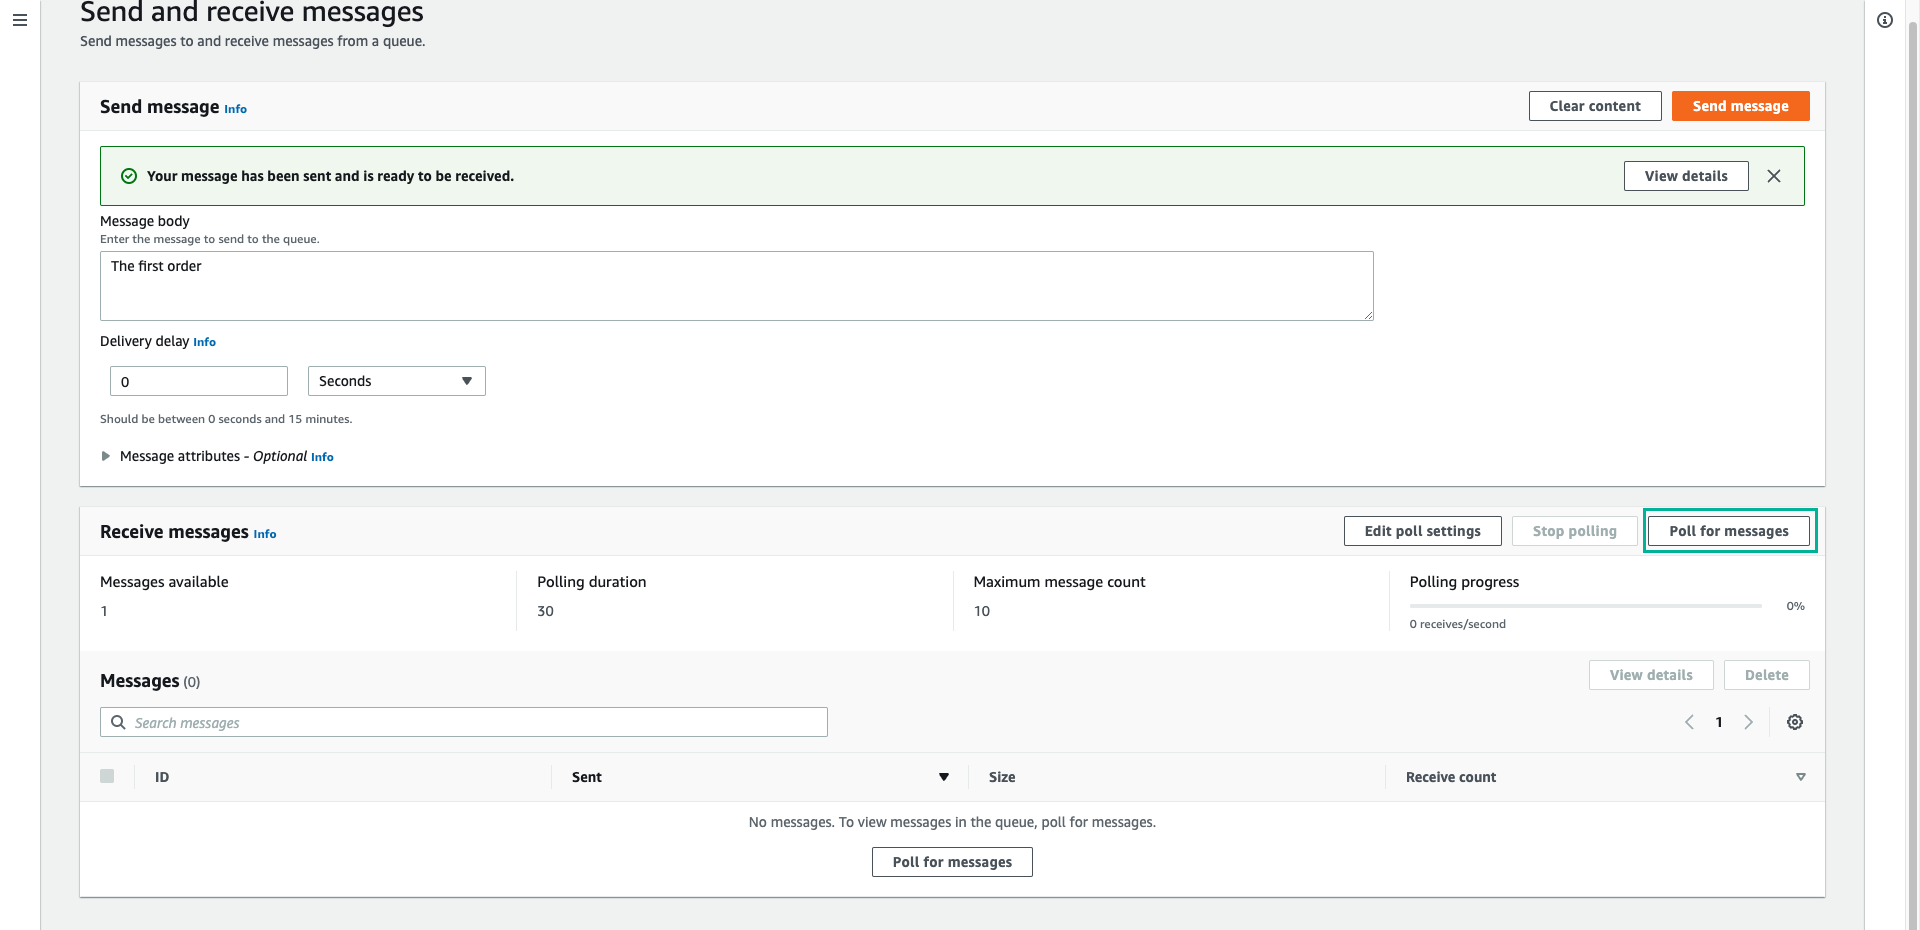 Send and receive messages
Send messages to and receive messages from a queue.
Send message Info
Clear content
Send message
Your message has been sent and is ready to be received.
View details
Message body
Enter the message to send to the queue.
The first order
Delivery delay Info
0
Seconds
Should be between 0 seconds and 15 minutes.
Message attributes - Optional Info
Receive messages Info
Edit poll settings
Stop polling
Poll for messages
Messages available
1
Polling duration
30
Maximum message count
10
Polling progress
0%
0 receives/second
Messages (0)
View details
Delete
Search messages
1
ID
Sent
Size
Receive count
No messages. To view messages in the queue, poll for messages.
Poll for messages